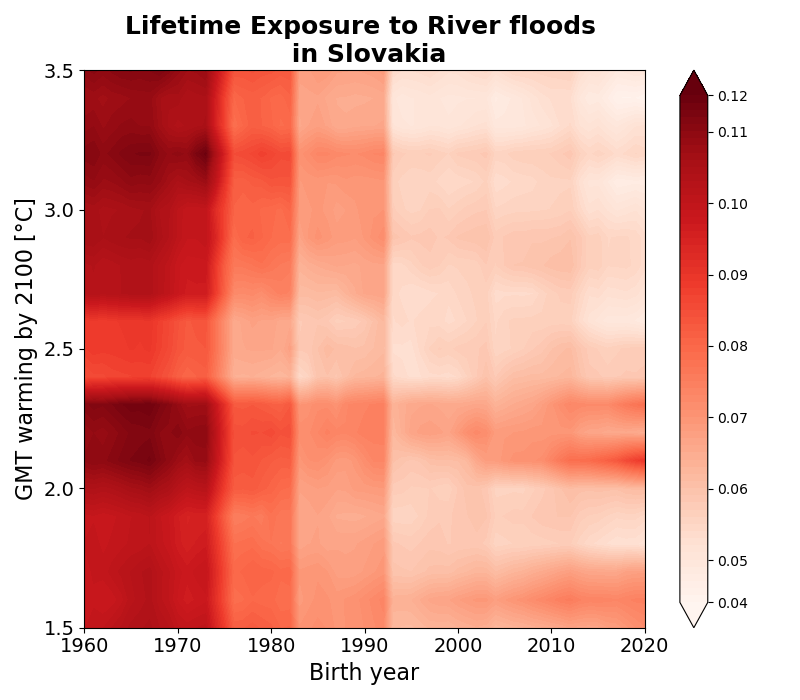 Lifetime Exposure to River floods
in Slovakia
GMT warming by 2100 [°C]
3.5
3.0
2.5
2.0
1.5
1960 1970 1980 1990 2000 2010 2020
Birth year
0.12
0.11
0.10
0.09
0.08
0.07
0.06
0.05
0.04